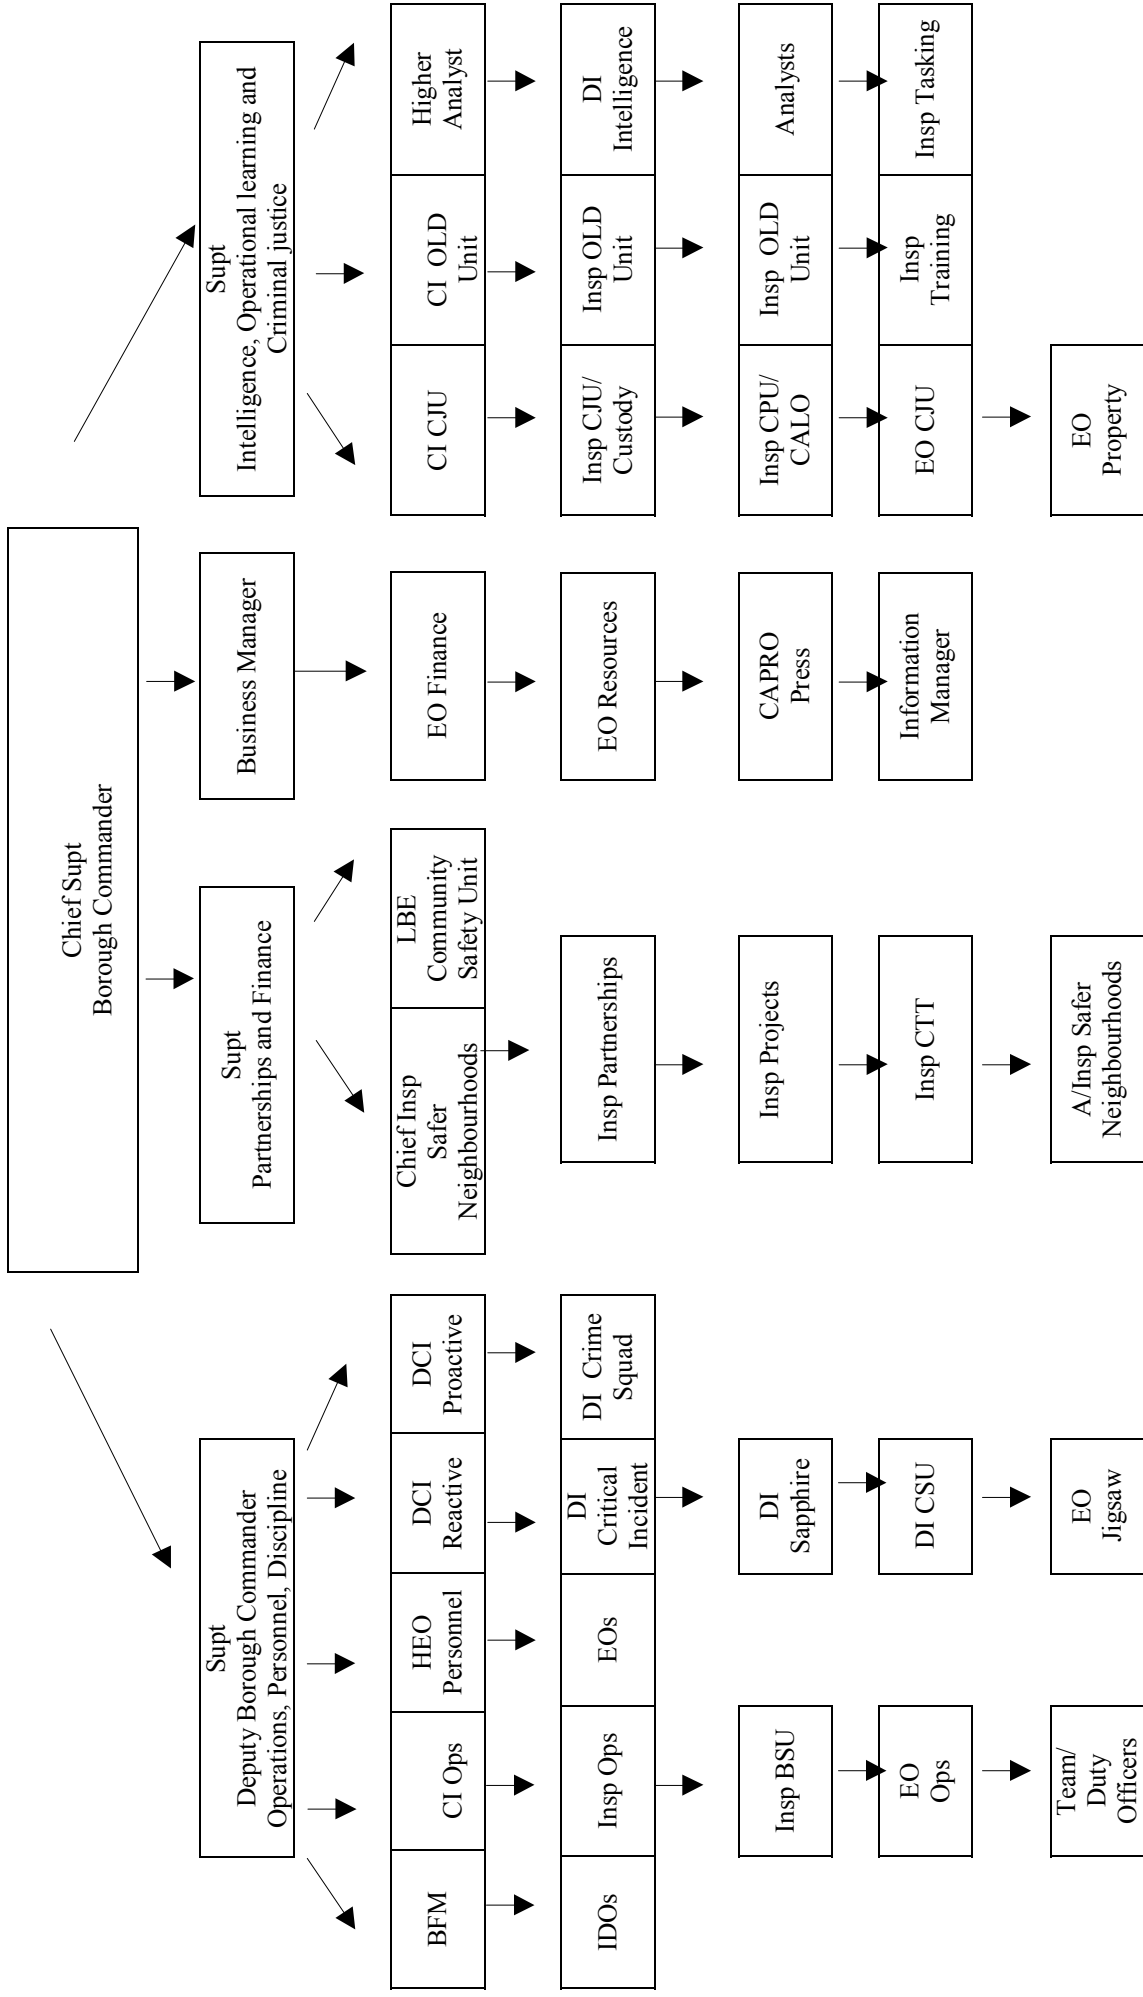 Chief Supt
Borough Commander
Supt
Deputy Borough Commander
Operations, Personnel, Discipline
Supt
Partnerships and Finance
Business Manager
Supt
Intelligence, Operational learning and
Criminal justice
BFM
CI Ops
HEO
Personnel
DCI
Reactive
DCI
Proactive
Chief Insp
Safer
Neighbourhoods
LBE
Community
Safety Unit
EO Finance
CI CJU
CI OLD
Unit
Higher
Analyst
IDOs
Insp Ops
EOs
DI
Critical
Incident
DI Crime
Squad
Insp Partnerships
EO Resources
Insp CJU/
Custody
Insp OLD
Unit
DI
Intelligence
Insp BSU
DI
Sapphire
Insp Projects
CAPRO
Press
Insp CPU/
CALO
Insp OLD
Unit
Analysts
EO
Ops
DI CSU
Insp CTT
Information
Manager
EO CJU
Insp
Training
Insp Tasking
Team/
Duty
Officers
EO
Jigsaw
A/Insp Safer
Neighbourhoods
EO
Property